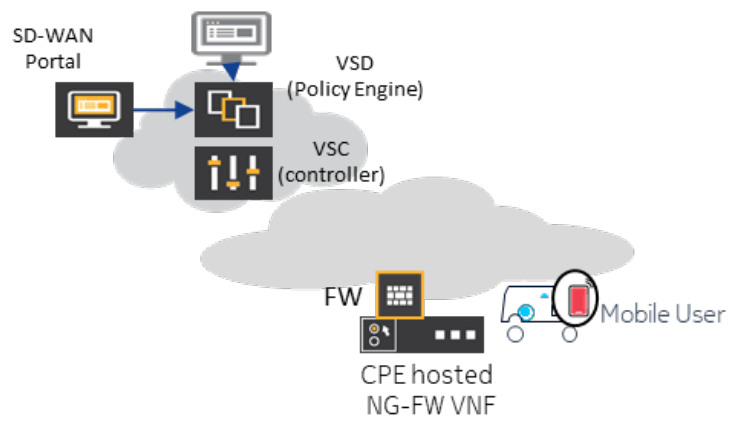 SD-WAN
Portal
VSD
(Policy Engine)
VSC
(controller)
FW
Mobile User
CPE hosted
NG-FW VNF